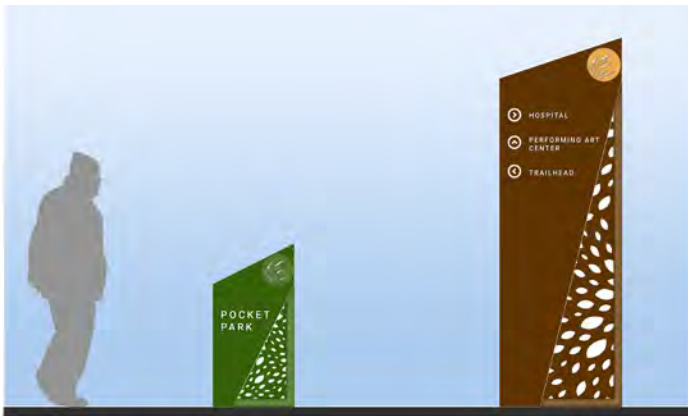 POCKET
PARK
HOSPITAL
PERFORMING ART
CENTER
TRAILHEAD